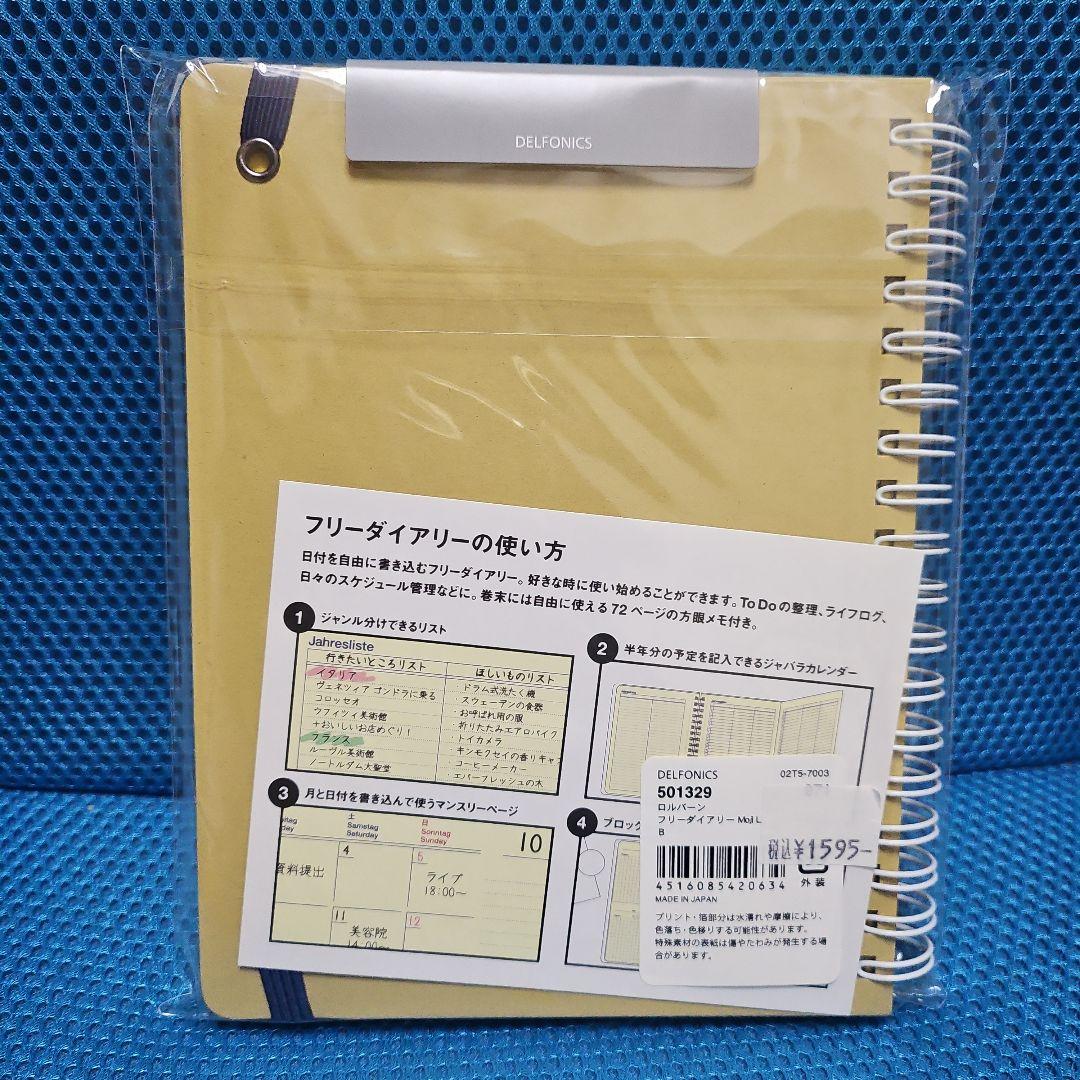 DELFONICS
フリーダイアリーの使い方
日付を自由に書き込むフリーダイアリー。好きな時に使い始めることができます。To Doの整理、ライフログ、
日々のスケジュール管理などに。巻末には自由に使える72ページの方眼メモ付き。
1 ジャンル分けできるリスト
Jahresliste
行きたいところリスト
イタリア
ヴェネツィア ゴンドラに乗る
コロッセオ
ウフィツィ美術館
+おいしいお店めぐり!
フランス
ルーヴル美術館
ノートルダム大聖堂
ほしいものリスト
ドラム式洗たく機
スウェーデンの食器
お呼ばれ用の服
折りたたみエアロバイク
トイカメラ
キンモクセイの香りキャ
コーヒーメーカー
エバーフレッシュの木
2 半年分の予定を記入できるジャバラカレンダー
3 月と日付を書き込んで使うマンスリーページ
土
Samstag
Saturday
日
Sonntag
Sunday
10
4
5
資料提出
ライブ
18:00~
11
12
美容院
14:00~
4 ブロック
DELFONICS
02T5-7003
501329
ロルバーン
フリーダイアリー Moji L
B
税込¥1595-
4516085420634
外装
MADE IN JAPAN
プリント・箔部分は水濡れや摩擦により、
色落ち・色移りする可能性があります。
特殊素材の表紙は傷やたわみが発生する場
合があります。